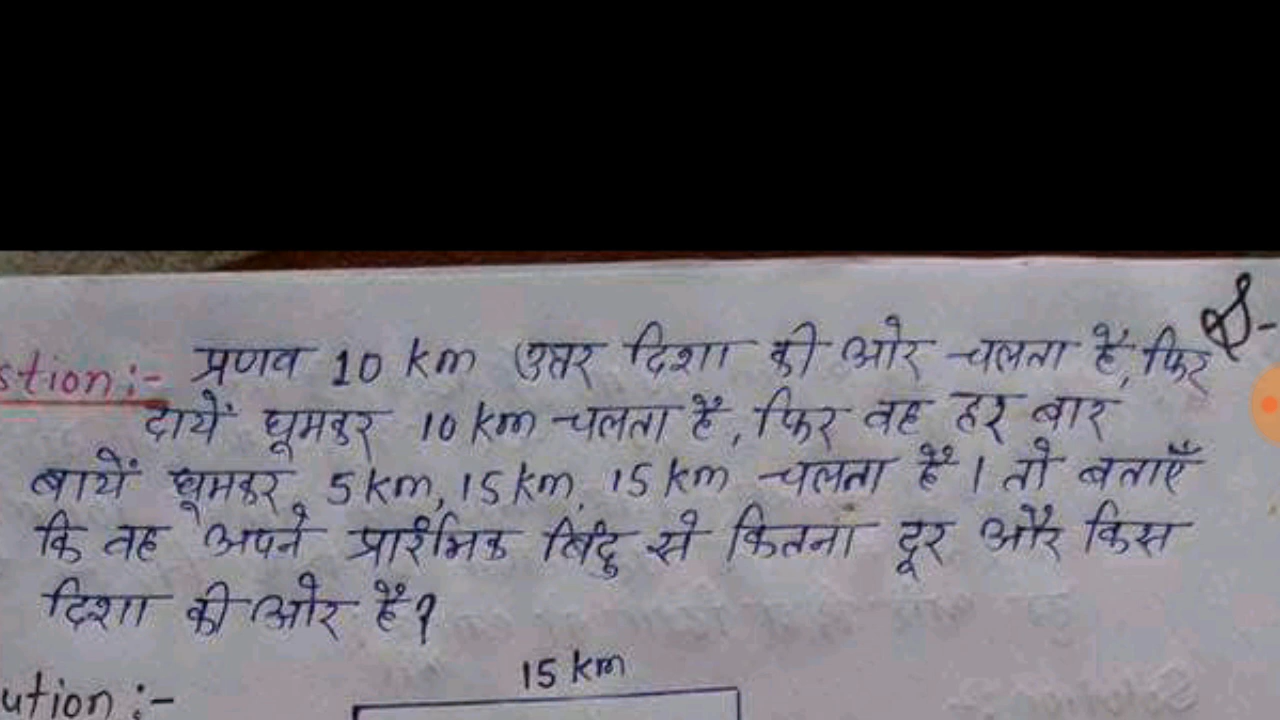 stion:- प्रणव 10 km उत्तर दिशा की ओर चलता है, फिर
दायें घूमकर 10 km चलता है, फिर वह हर बार
बायें घूमकर 5 km, 15 km, 15 km चलता है। तो बताएँ
कि वह अपने प्रारंभिक बिंदु से कितना दूर और किस
दिशा की ओर है?
15 km
ution:-